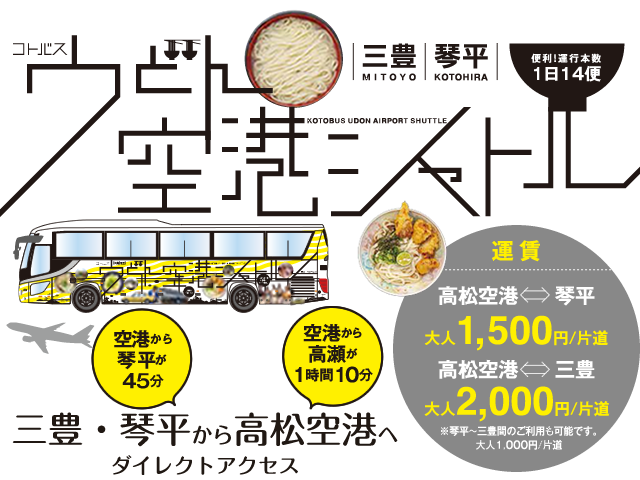 コトバス
うどん
空港シャトル
三豊
MITOYO
琴平
KOTOHIRA
便利!運行本数
1日14便
KOTOBUS UDON AIRPORT SHUTTLE
うどん空港
空港から
琴平が
45分
空港から
高瀬が
1時間10分
運賃
高松空港⇔琴平
大人1,500円/片道
高松空港⇔三豊
大人2,000円/片道
※琴平〜三豊間のご利用も可能です。
大人1.000円/片道
三豊・琴平から高松空港へ
ダイレクトアクセス